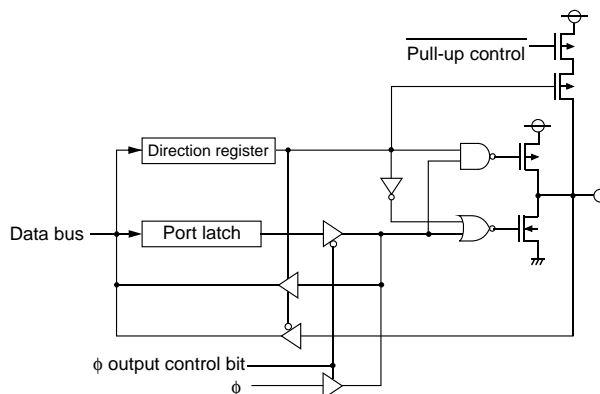 Pull-up control
Direction register
Data bus
Port latch
ϕ output control bit
ϕ